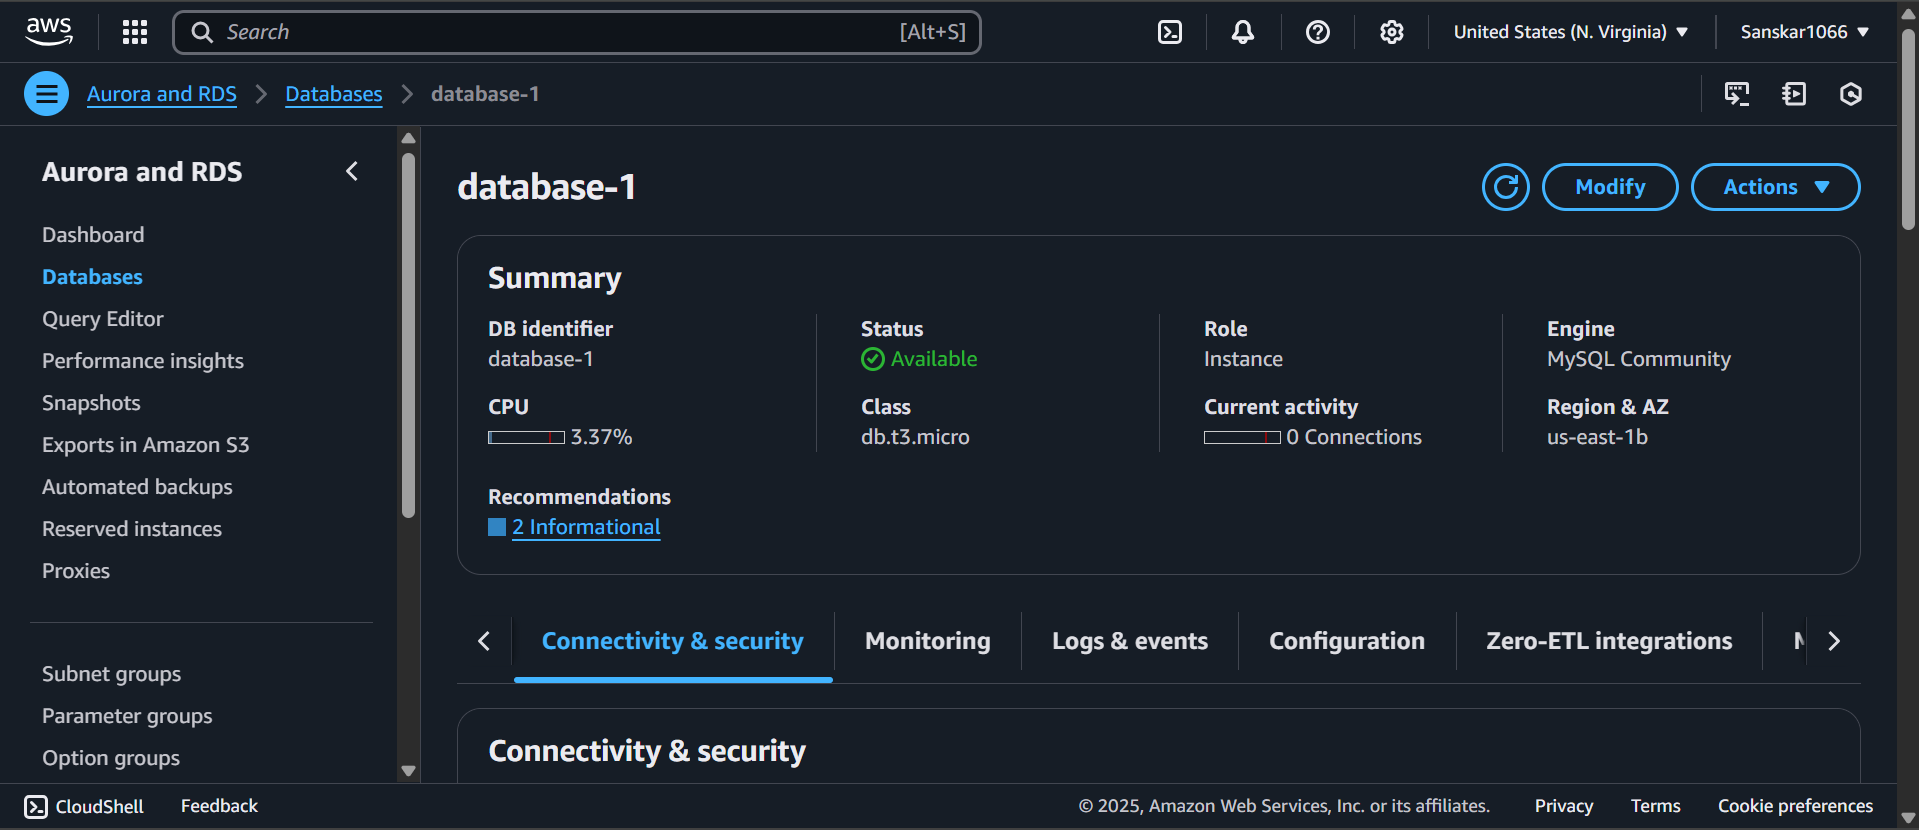 aws
Search [Alt+S]
United States (N. Virginia)
Sanskar1066
Aurora and RDS
Databases
database-1
Aurora and RDS
Dashboard
Databases
Query Editor
Performance insights
Snapshots
Exports in Amazon S3
Automated backups
Reserved instances
Proxies
Subnet groups
Parameter groups
Option groups
database-1
Modify
Actions
Summary
DB identifier
database-1
Status
Available
Role
Instance
Engine
MySQL Community
CPU
3.37%
Class
db.t3.micro
Current activity
0 Connections
Region & AZ
us-east-1b
Recommendations
2 Informational
Connectivity & security
Monitoring
Logs & events
Configuration
Zero-ETL integrations
Connectivity & security
CloudShell
Feedback
© 2025, Amazon Web Services, Inc. or its affiliates.
Privacy
Terms
Cookie preferences